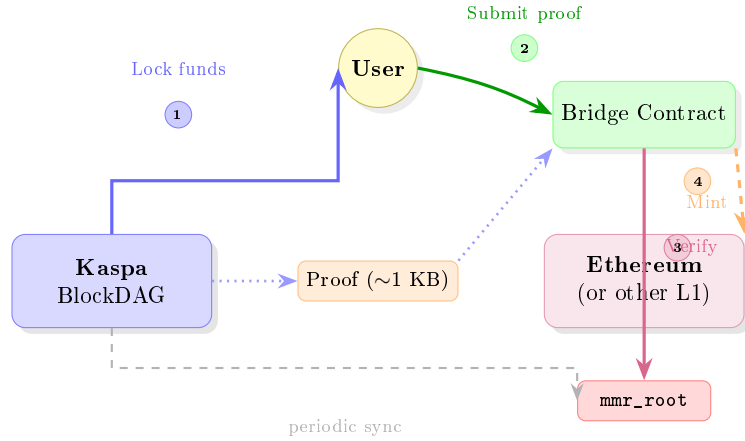 Submit proof
2
Lock funds
User
1
Bridge Contract
4
Mint
3
Verify
Kaspa
BlockDAG
Proof (∼1 KB)
Ethereum
(or other L1)
mmr_root
periodic sync